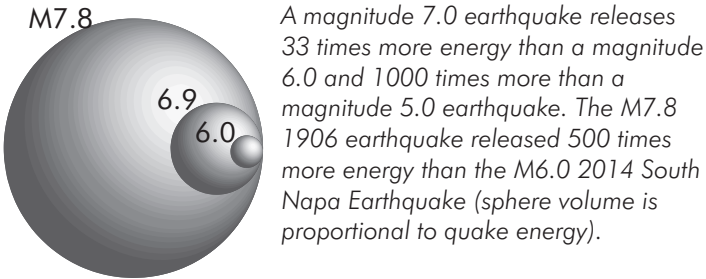 M7.8
6.9
6.0
A magnitude 7.0 earthquake releases
33 times more energy than a magnitude
6.0 and 1000 times more than a
magnitude 5.0 earthquake. The M7.8
1906 earthquake released 500 times
more energy than the M6.0 2014 South
Napa Earthquake (sphere volume is
proportional to quake energy).